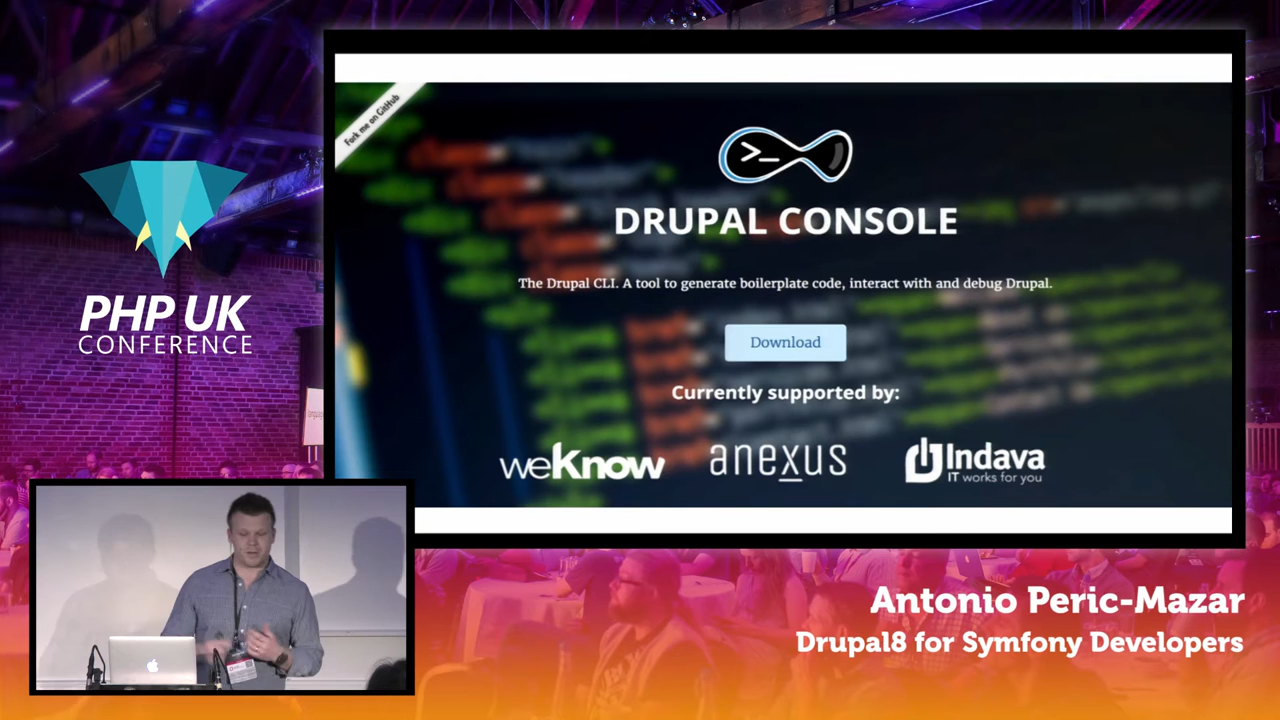 PHP UK
CONFERENCE
Fork me on GitHub
>_
DRUPAL CONSOLE
The Drupal CLI. A tool to generate boilerplate code, interact with and debug Drupal.
Download
Currently supported by:
weKnow
anexus
Indava
IT works for you
Antonio Peric-Mazar
Drupal8 for Symfony Developers